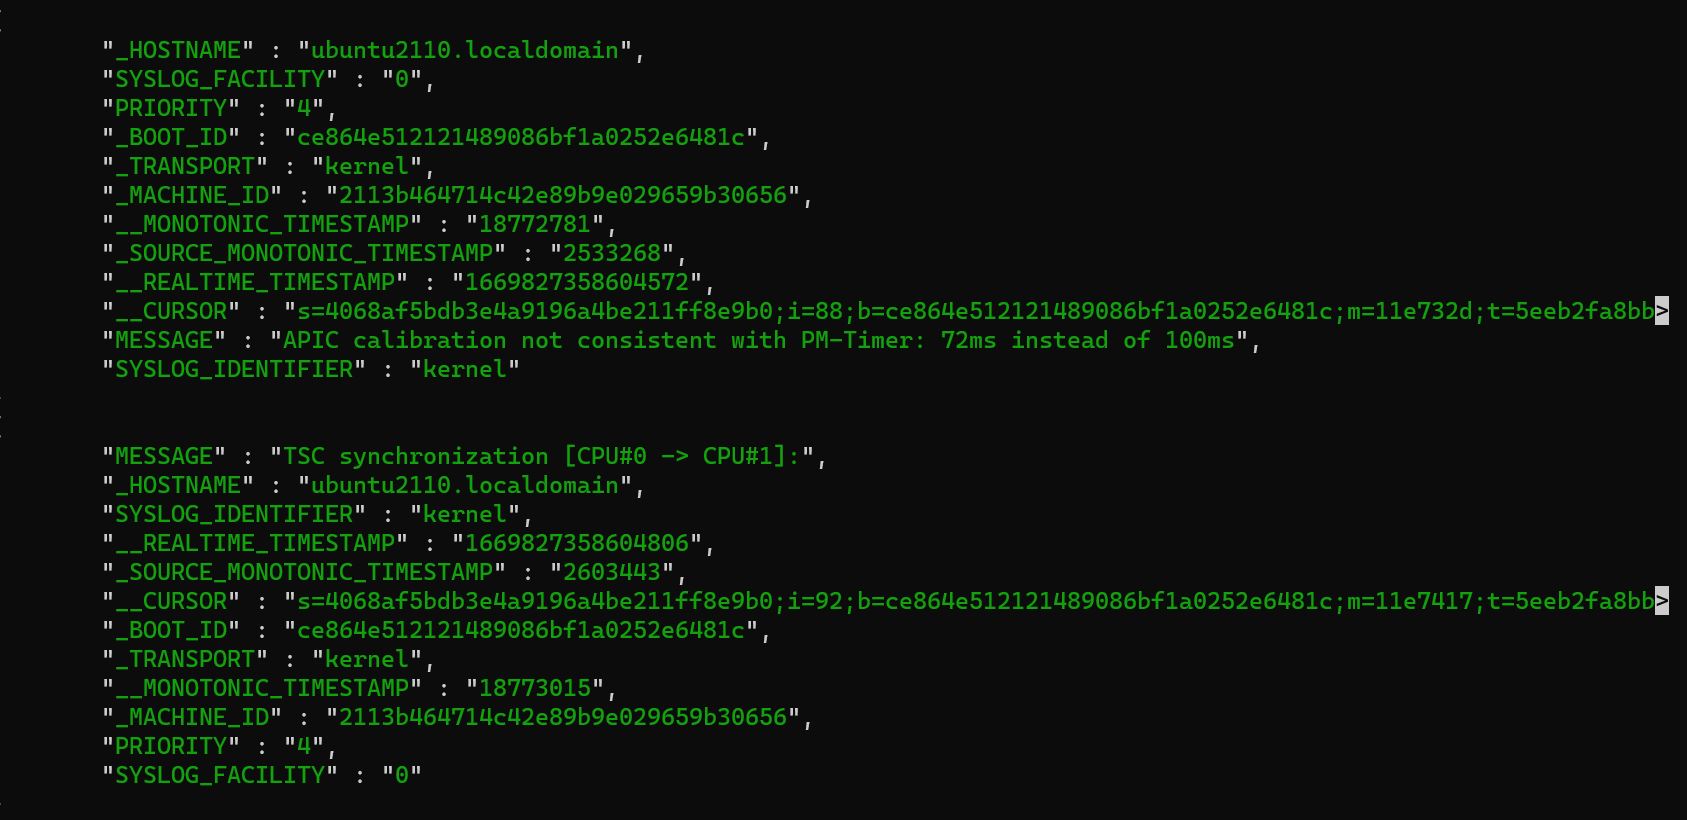 "_HOSTNAME" : "ubuntu2110.localdomain",
"SYSLOG_FACILITY" : "0",
"PRIORITY" : "4",
"_BOOT_ID" : "ce864e512121489086bf1a0252e6481c",
"_TRANSPORT" : "kernel",
"_MACHINE_ID" : "2113b464714c42e89b9e029659b30656",
"__MONOTONIC_TIMESTAMP" : "18772781",
"_SOURCE_MONOTONIC_TIMESTAMP" : "2533268",
"__REALTIME_TIMESTAMP" : "1669827358604572",
"__CURSOR" : "s=4068af5bdb3e4a9196a4be211ff8e9b0;i=88;b=ce864e512121489086bf1a0252e6481c;m=11e732d;t=5eeb2fa8bb>
"MESSAGE" : "APIC calibration not consistent with PM-Timer: 72ms instead of 100ms",
"SYSLOG_IDENTIFIER" : "kernel"
"MESSAGE" : "TSC synchronization [CPU#0 -> CPU#1]:",
"_HOSTNAME" : "ubuntu2110.localdomain",
"SYSLOG_IDENTIFIER" : "kernel",
"__REALTIME_TIMESTAMP" : "1669827358604806",
"_SOURCE_MONOTONIC_TIMESTAMP" : "2603443",
"__CURSOR" : "s=4068af5bdb3e4a9196a4be211ff8e9b0;i=92;b=ce864e512121489086bf1a0252e6481c;m=11e7417;t=5eeb2fa8bb>
"_BOOT_ID" : "ce864e512121489086bf1a0252e6481c",
"_TRANSPORT" : "kernel",
"__MONOTONIC_TIMESTAMP" : "18773015",
"_MACHINE_ID" : "2113b464714c42e89b9e029659b30656",
"PRIORITY" : "4",
"SYSLOG_FACILITY" : "0"